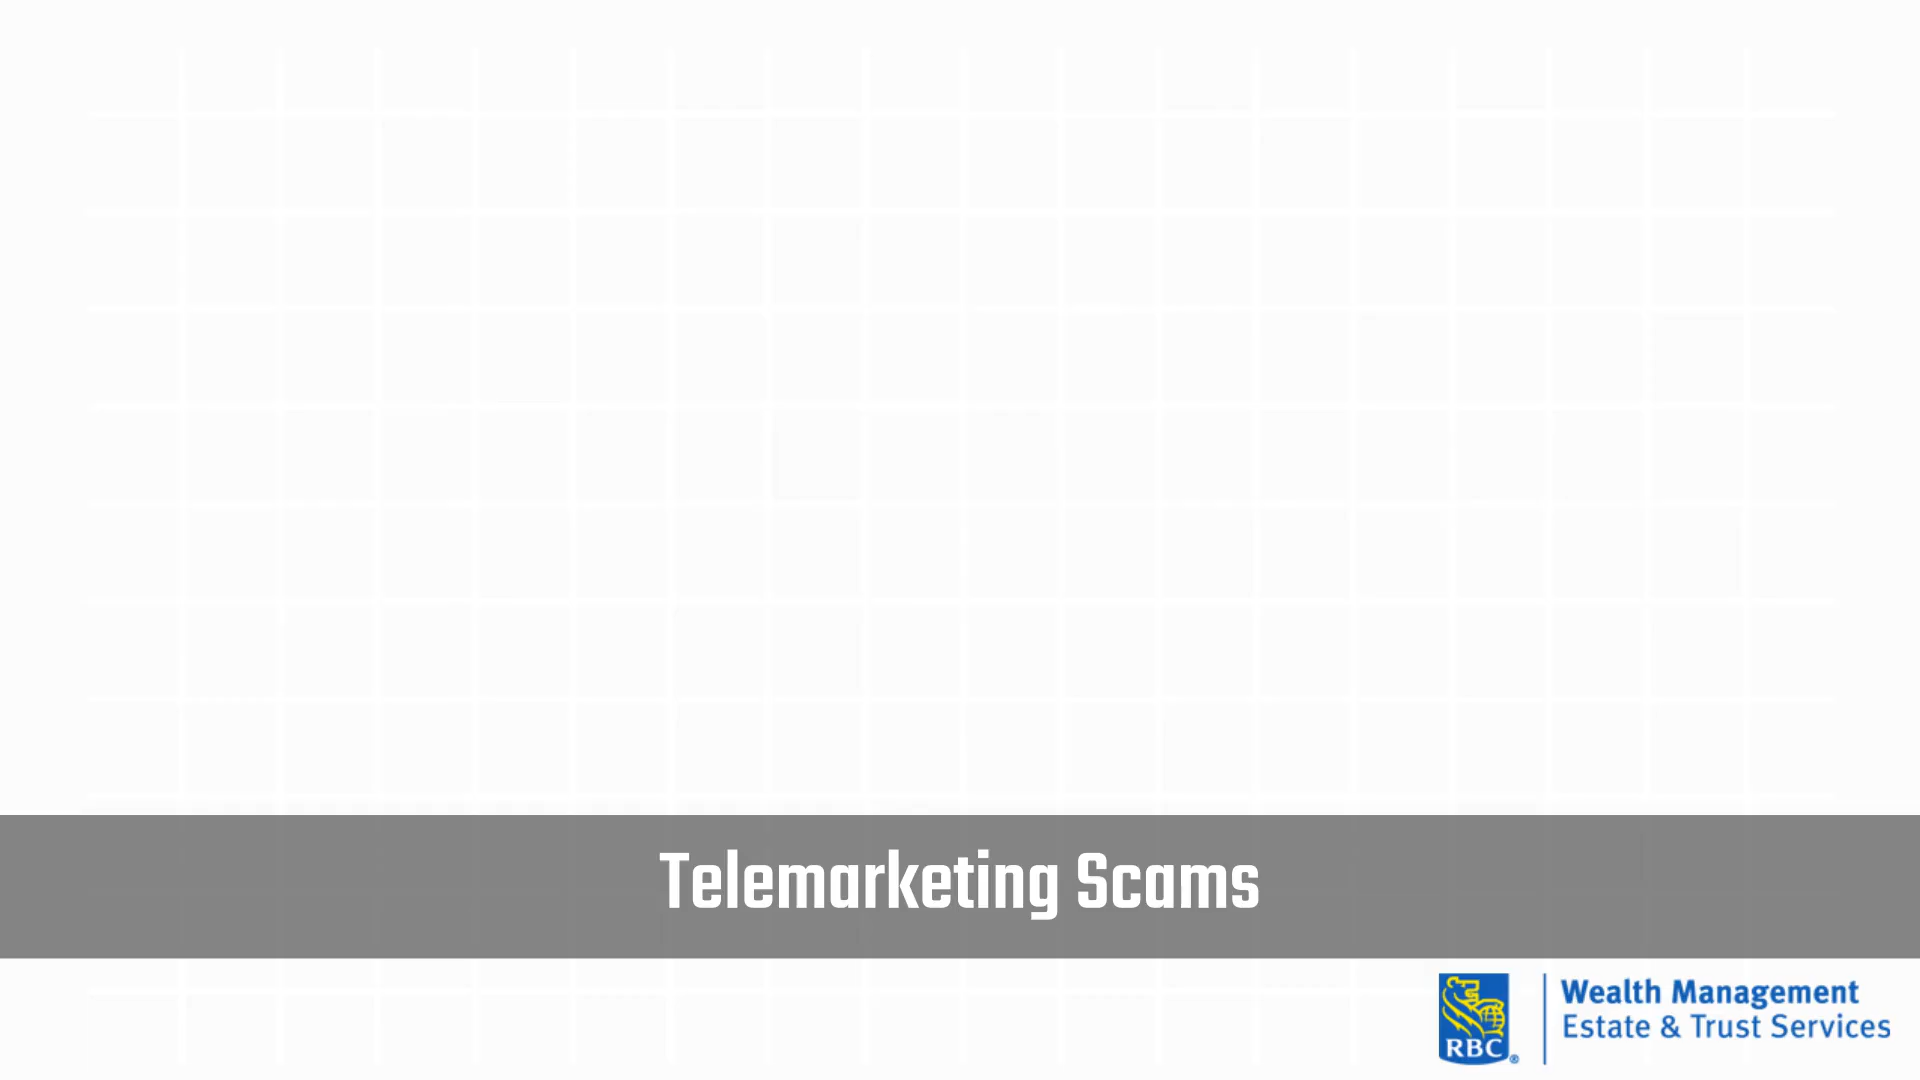 Telemarketing Scams
Wealth Management
Estate & Trust Services
RBC®